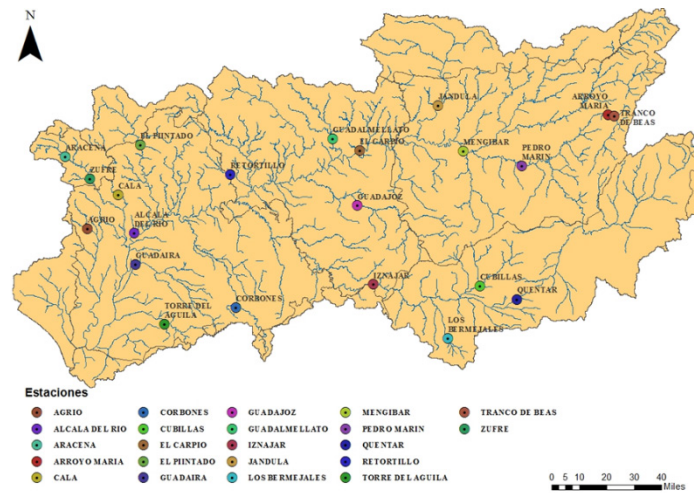 N
JANDULA
ARROYO
MARIA
TRANCO
DE BEAS
GUADALMELLATO
EL PIINTADO
EL CARPIO
MENGIBAR
ARACENA
PEDRO
MARIN
ZUFRE
RETORTILLO
CALA
GUADAJOZ
AGRIO
ALCALA
DEL RIO
GUADAIRA
IZNAJAR
CUBILLAS
QUENTAR
TORRE DEL
AGUILA
CORBONES
LOS
BERMEJALES
Estaciones
AGRIO
CORBONES
GUADAJOZ
MENGIBAR
TRANCO DE BEAS
ALCALA DEL RIO
CUBILLAS
GUADALMELLATO
PEDRO MARIN
ZUFRE
ARACENA
EL CARPIO
IZNAJAR
QUENTAR
ARROYO MARIA
EL PIINTADO
JANDULA
RETORTILLO
CALA
GUADAIRA
LOS BERMEJALES
TORRE DEL AGUILA
0 5 10 20 30 40
Miles